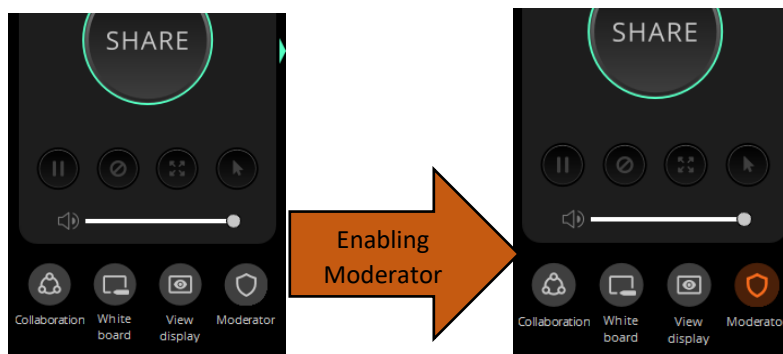 SHARE
SHARE
Enabling
Moderator
Collaboration White board View display Moderator
Collaboration White board View display Moderato